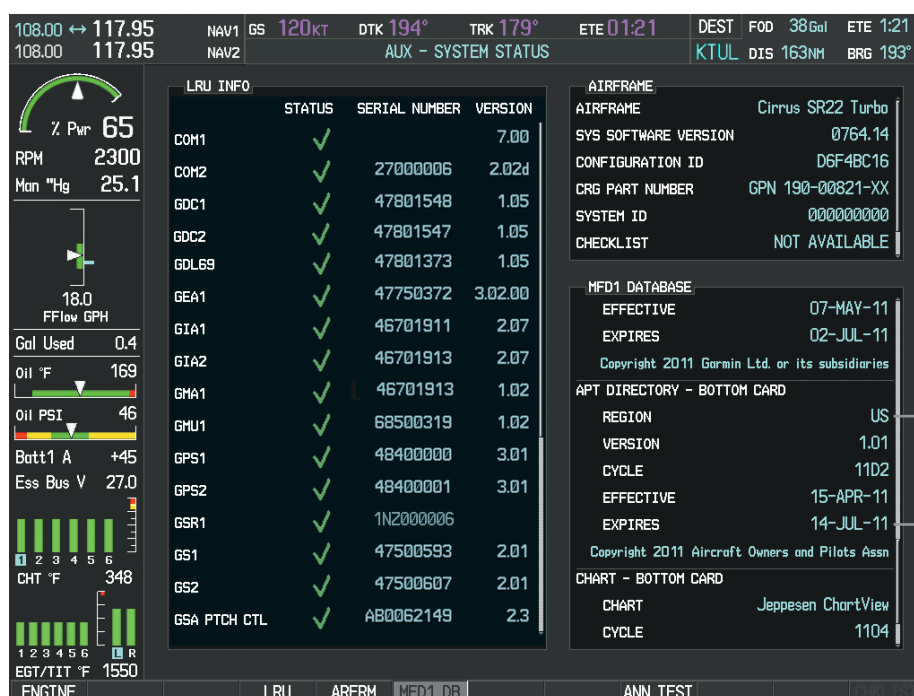 108.00 ↔ 117.95 NAV1 GS 120KT DTK 194° TRK 179° ETE 01:21 DEST FOD 38Gal ETE 1:21
108.00 117.95 NAV2 AUX – SYSTEM STATUS KTUL DIS 163NM BRG 193°
% Pwr 65
RPM 2300
Man "Hg 25.1
18.0
FFlow GPH
Gal Used 0.4
Oil °F 169
Oil PSI 46
Batt1 A +45
Ess Bus V 27.0
1 2 3 4 5 6
CHT °F 348
1 2 3 4 5 6 L R
EGT/TIT °F 1550
LRU INFO
STATUS SERIAL NUMBER VERSION
COM1 ✓ 7.00
COM2 ✓ 27000006 2.02d
GDC1 ✓ 47801548 1.05
GDC2 ✓ 47801547 1.05
GDL69 ✓ 47801373 1.05
GEA1 ✓ 47750372 3.02.00
GIA1 ✓ 46701911 2.07
GIA2 ✓ 46701913 2.07
GMA1 ✓ 46701913 1.02
GMU1 ✓ 68500319 1.02
GPS1 ✓ 48400000 3.01
GPS2 ✓ 48400001 3.01
GSR1 ✓ 1NZ000006
GS1 ✓ 47500593 2.01
GS2 ✓ 47500607 2.01
GSA PTCH CTL ✓ AB0062149 2.3
AIRFRAME
AIRFRAME Cirrus SR22 Turbo
SYS SOFTWARE VERSION 0764.14
CONFIGURATION ID D6F4BC16
CRG PART NUMBER GPN 190-00821-XX
SYSTEM ID 000000000
CHECKLIST NOT AVAILABLE
MFD1 DATABASE
EFFECTIVE 07-MAY-11
EXPIRES 02-JUL-11
Copyright 2011 Garmin Ltd. or its subsidiaries
APT DIRECTORY - BOTTOM CARD
REGION US
VERSION 1.01
CYCLE 11D2
EFFECTIVE 15-APR-11
EXPIRES 14-JUL-11
Copyright 2011 Aircraft Owners and Pilots Assn
CHART - BOTTOM CARD
CHART Jeppesen ChartView
CYCLE 1104
ENGINE LRU ARFRM MFD1 DB ANN TEST